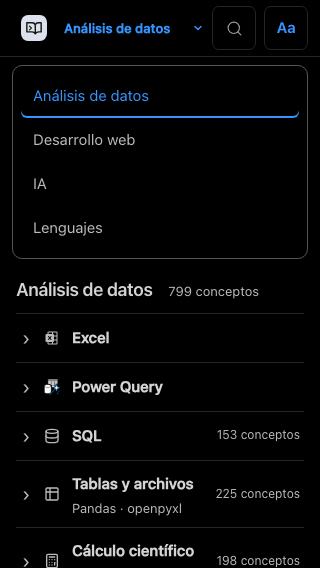 Análisis de datos
Aa
Análisis de datos
Desarrollo web
IA
Lenguajes
Análisis de datos 799 conceptos
Excel
Power Query
SQL 153 conceptos
Tablas y archivos
225 conceptos
Pandas · openpyxl
Cálculo científico
198 conceptos